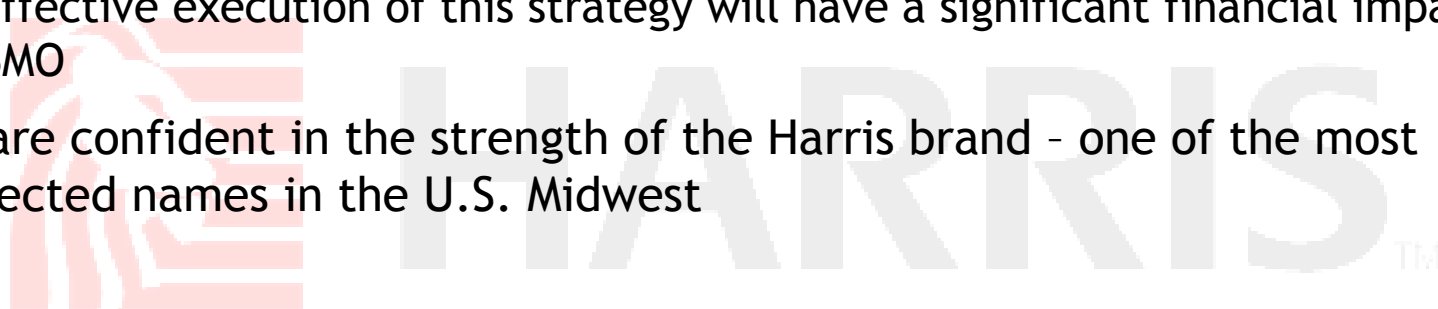 ffective execution of this strategy will have a significant financial impa
MO
are confident in the strength of the Harris brand – one of the most
ected names in the U.S. Midwest
HARRIS
TM